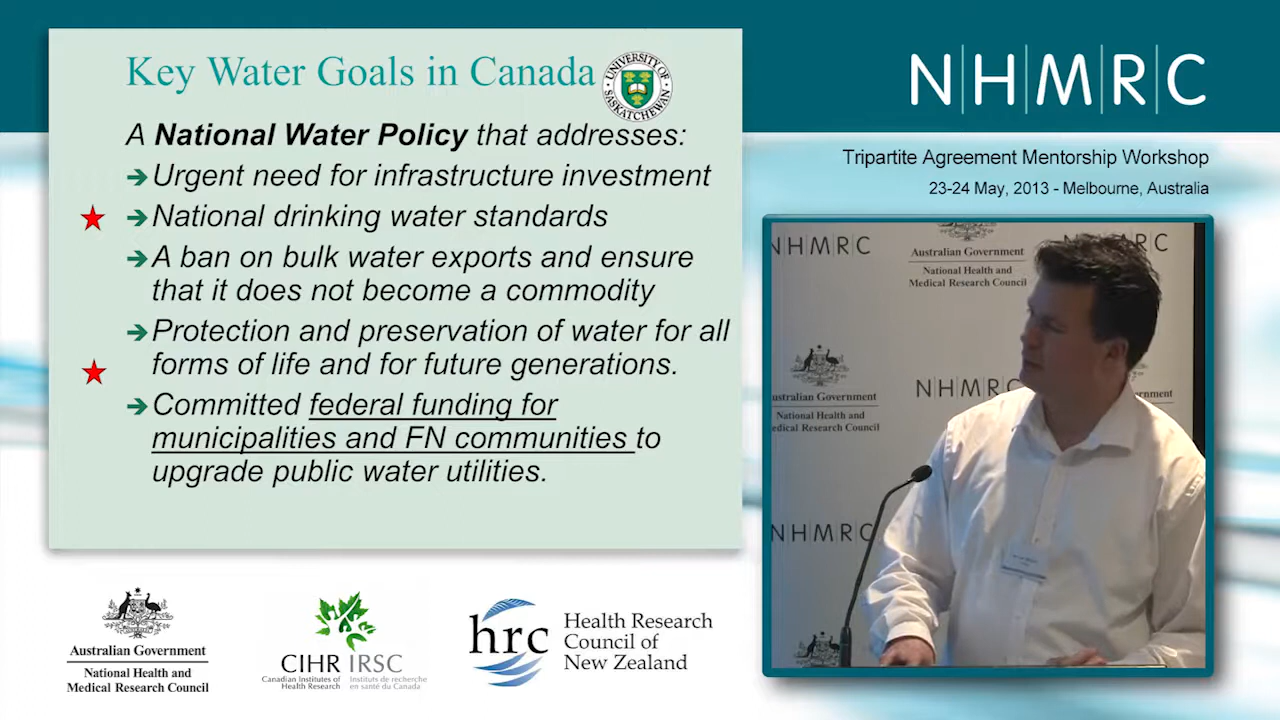 Key Water Goals in Canada
UNIVERSITY OF
SASKATCHEWAN
A National Water Policy that addresses:
Urgent need for infrastructure investment
National drinking water standards
A ban on bulk water exports and ensure
that it does not become a commodity
Protection and preservation of water for all
forms of life and for future generations.
Committed federal funding for
municipalities and FN communities to
upgrade public water utilities.
NHMRC
Tripartite Agreement Mentorship Workshop
23-24 May, 2013 - Melbourne, Australia
NHMRC
Australian Government
National Health and
Medical Research Council
NHMRC
ustralian Government
National Health and
edical Research Council
NHMRC
Australian Government
National Health and
Medical Research Council
CIHR IRSC
Canadian Institutes of
Health Research
Instituts de recherche
en santé du Canada
hrc
Health Research
Council of
New Zealand